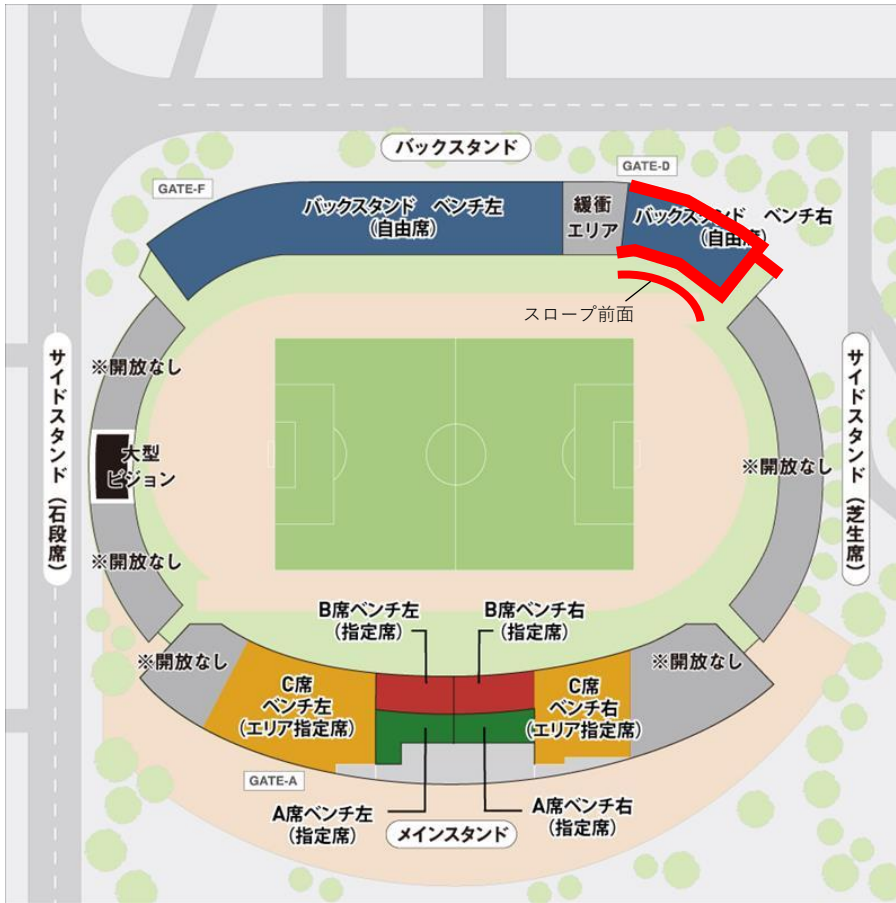 バックスタンド
GATE-D
GATE-F
バックスタンド ベンチ左
(自由席)
緩衝
エリア
バックスタンド ベンチ右
(自由席)
スロープ前面
サイドスタンド(石段席)
※開放なし
大型
ビジョン
※開放なし
※開放なし
サイドスタンド(芝生席)
B席ベンチ左
(指定席)
B席ベンチ右
(指定席)
※開放なし
※開放なし
C席
ベンチ左
(エリア指定席)
C席
ベンチ右
(エリア指定席)
GATE-A
A席ベンチ左
(指定席)
A席ベンチ右
(指定席)
メインスタンド